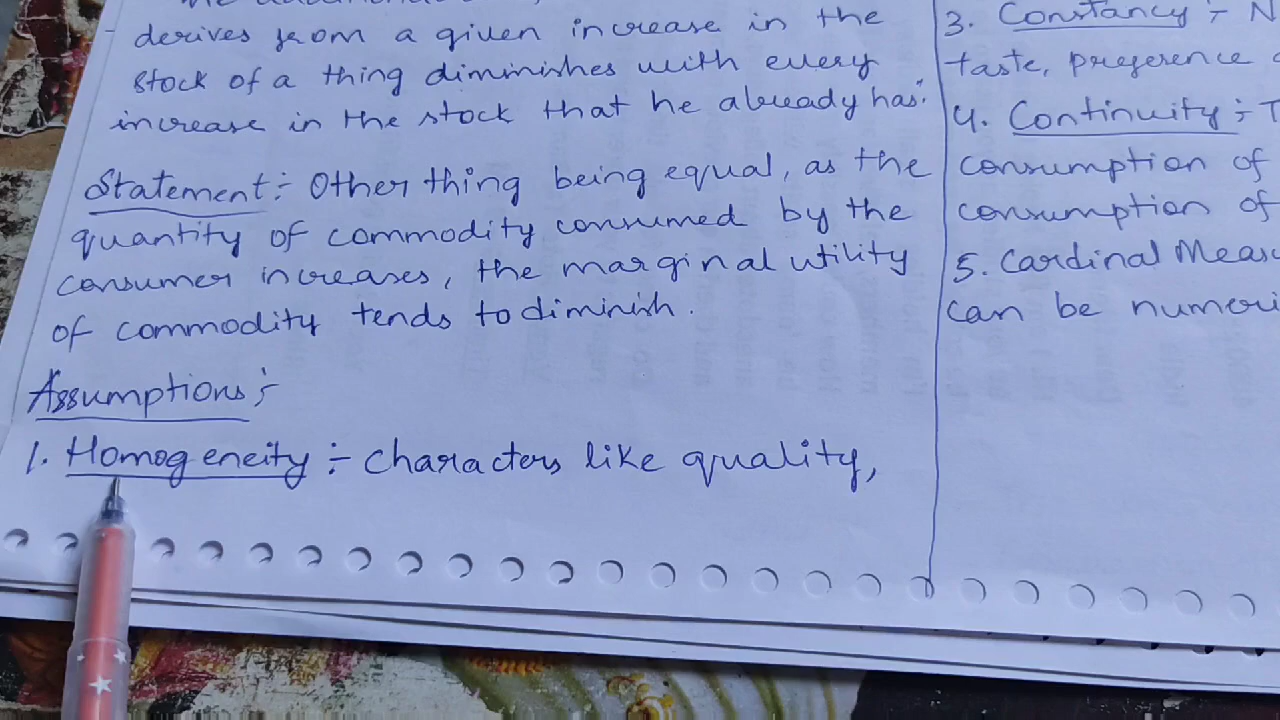 derives from a given increase in the
stock of a thing diminishes with every
increase in the stock that he already has."
Statement:- Other thing being equal, as the
quantity of commodity consumed by the
consumer increases, the marginal utility
of commodity tends to diminish.
Assumptions:-
1. Homogeneity :- Characters like quality,
3. Constancy :- N
taste, preference
4. Continuity :- T
consumption of
consumption of
5. Cardinal Meas
can be numeri